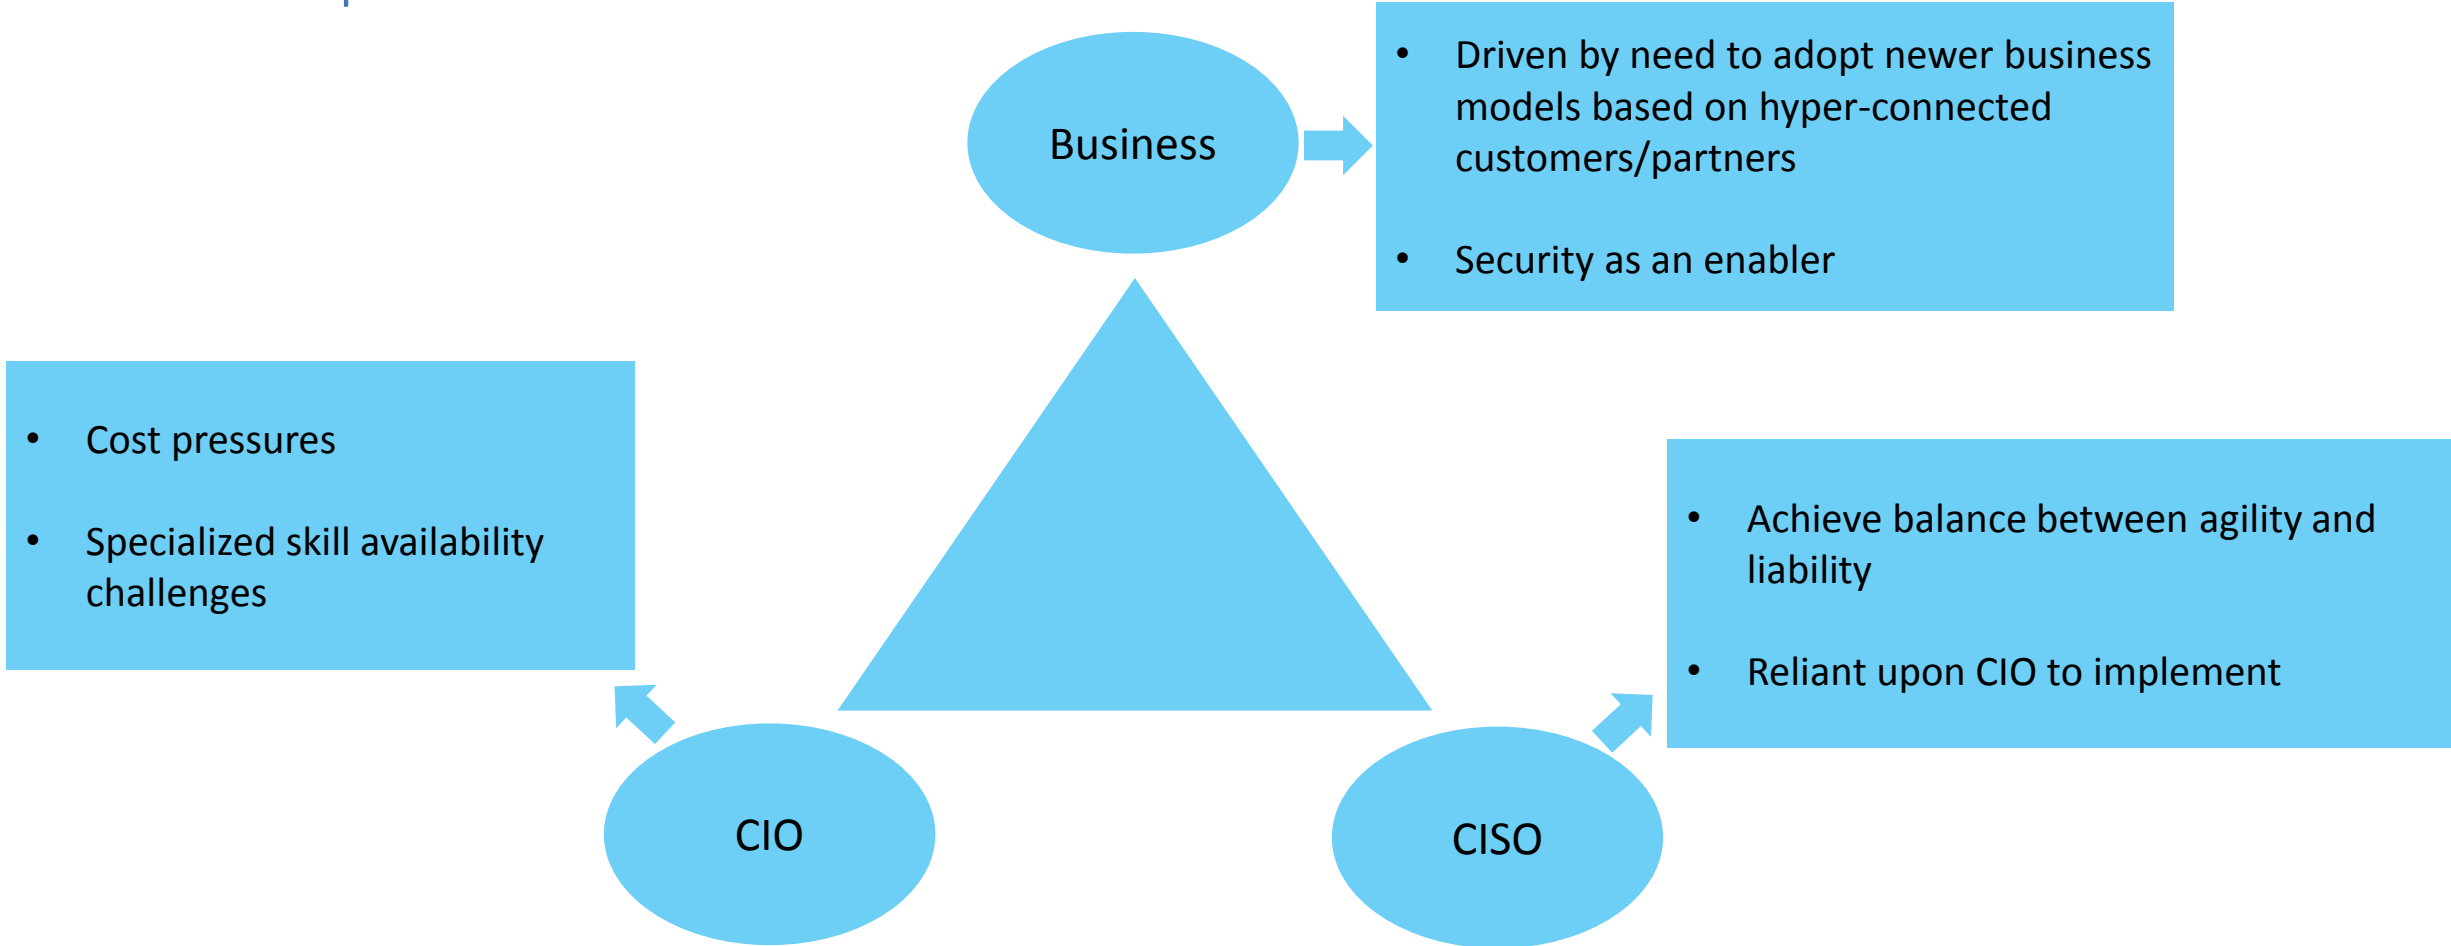 Business
• Driven by need to adopt newer business
models based on hyper-connected
customers/partners
• Security as an enabler
• Cost pressures
• Specialized skill availability
challenges
• Achieve balance between agility and
liability
• Reliant upon CIO to implement
CIO
CISO